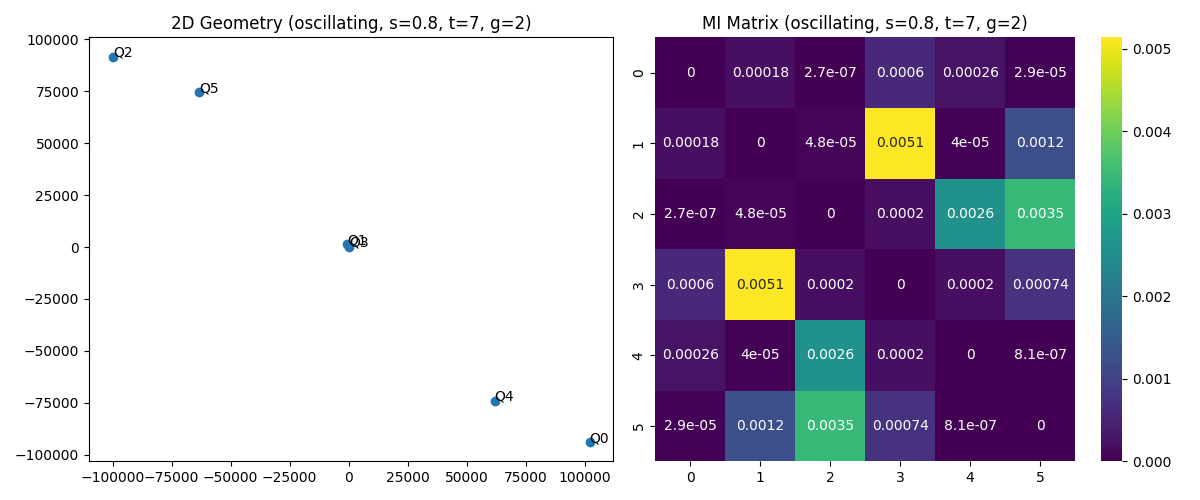 2D Geometry (oscillating, s=0.8, t=7, g=2)
100000
75000
50000
25000
0
−25000
−50000
−75000
−100000
Q2
Q5
Q1
Q3
Q4
Q0
−100000 −75000 −50000 −25000 0 25000 50000 75000 100000
MI Matrix (oscillating, s=0.8, t=7, g=2)
0 0 0.00018 2.7e-07 0.0006 0.00026 2.9e-05
1 0.00018 0 4.8e-05 0.0051 4e-05 0.0012
2 2.7e-07 4.8e-05 0 0.0002 0.0026 0.0035
3 0.0006 0.0051 0.0002 0 0.0002 0.00074
4 0.00026 4e-05 0.0026 0.0002 0 8.1e-07
5 2.9e-05 0.0012 0.0035 0.00074 8.1e-07 0
0 1 2 3 4 5
0.005
0.004
0.003
0.002
0.001
0.000